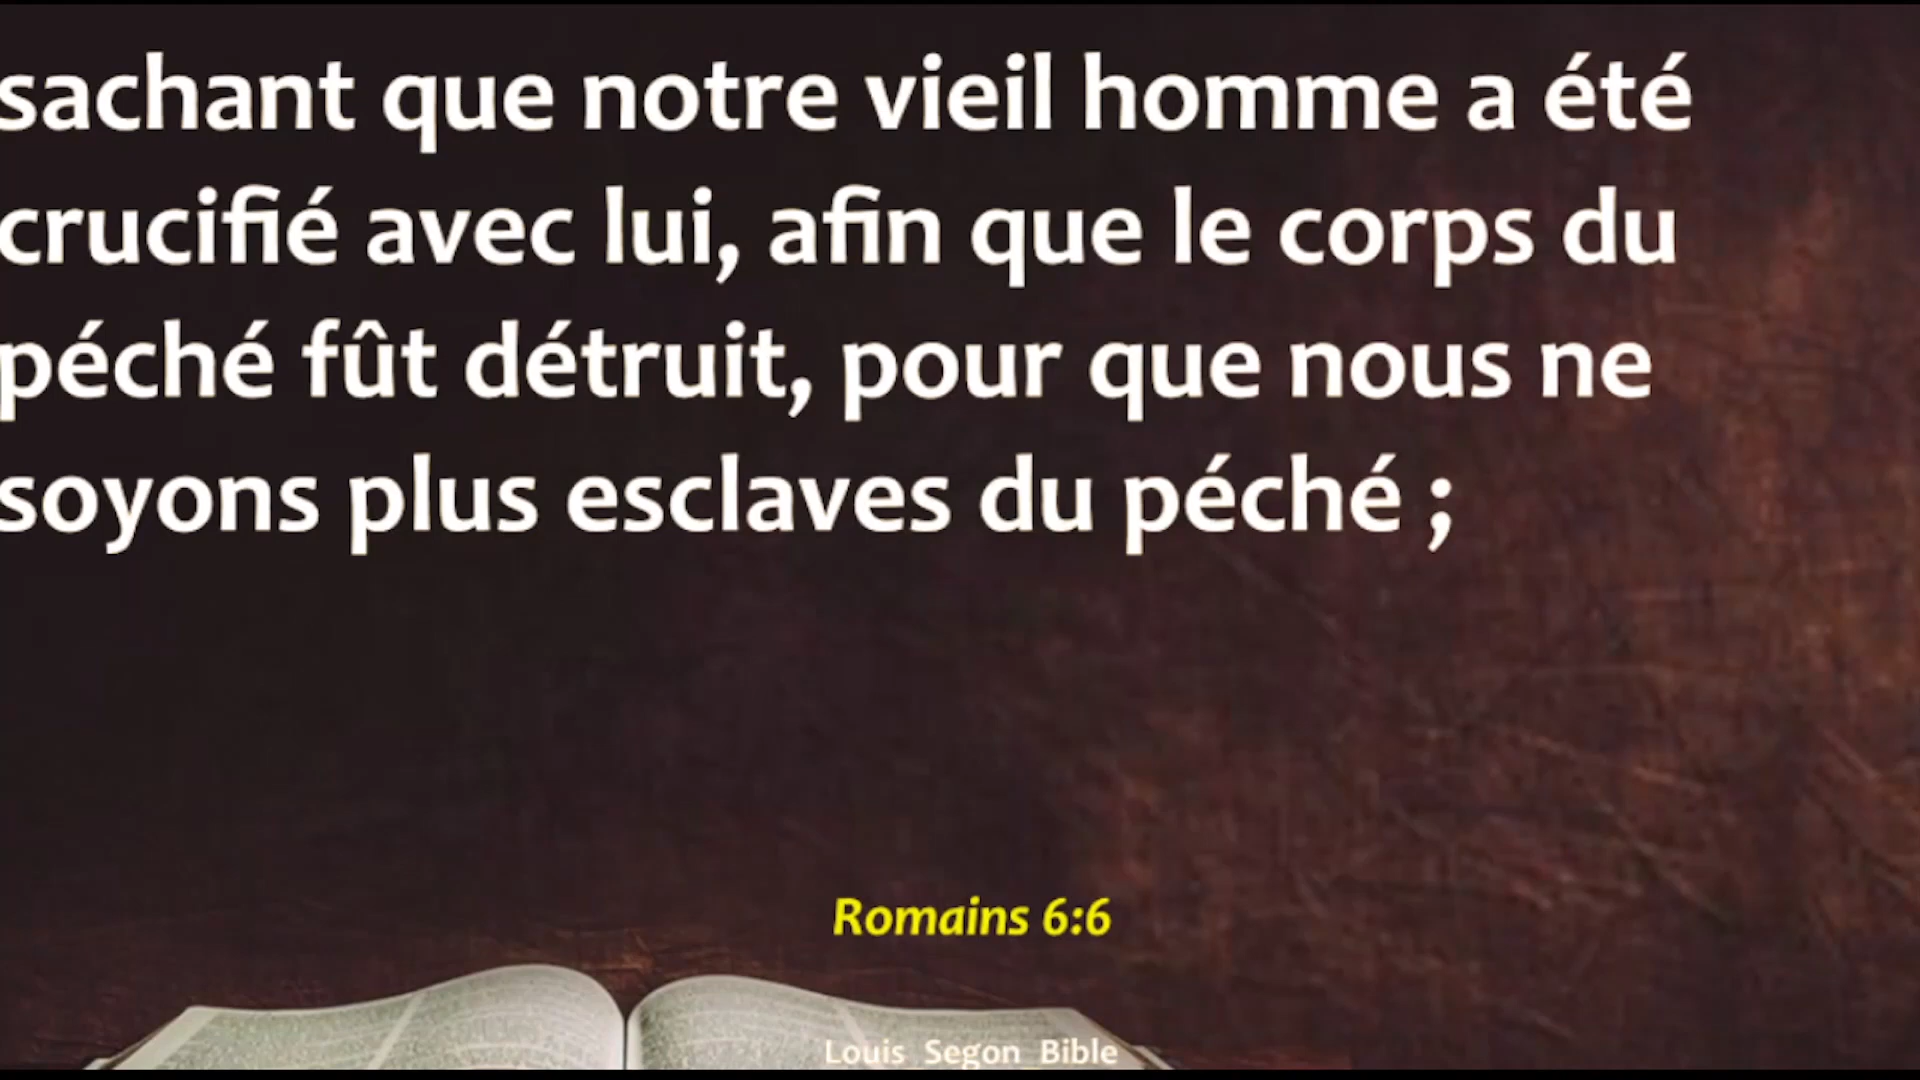 sachant que notre vieil homme a été
crucifié avec lui, afin que le corps du
péché fût détruit, pour que nous ne
soyons plus esclaves du péché ;
Romains 6:6
Louis Segon Bible